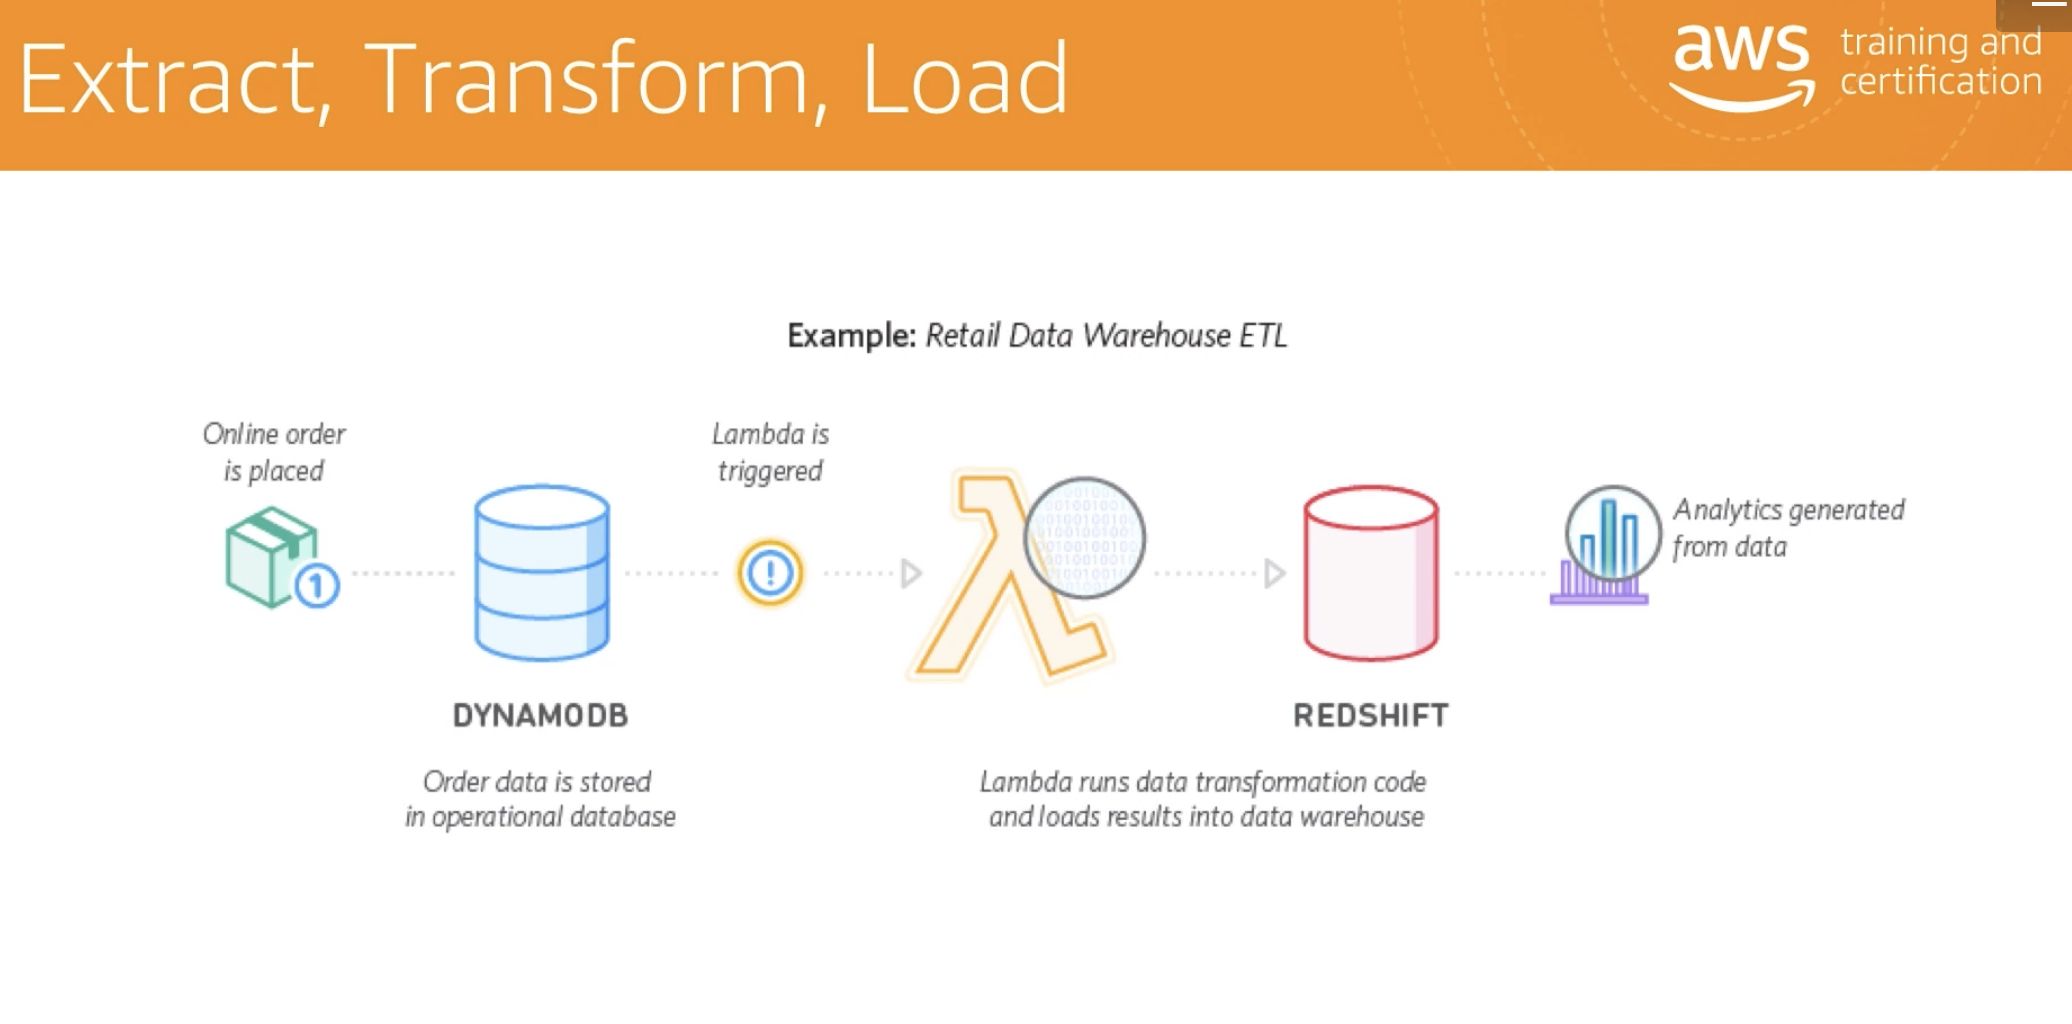 Extract, Transform, Load
aws
training and
certification
Example: Retail Data Warehouse ETL
Online order
is placed
1
DYNAMODB
Order data is stored
in operational database
Lambda is
triggered
!
Lambda runs data transformation code
and loads results into data warehouse
REDSHIFT
Analytics generated
from data